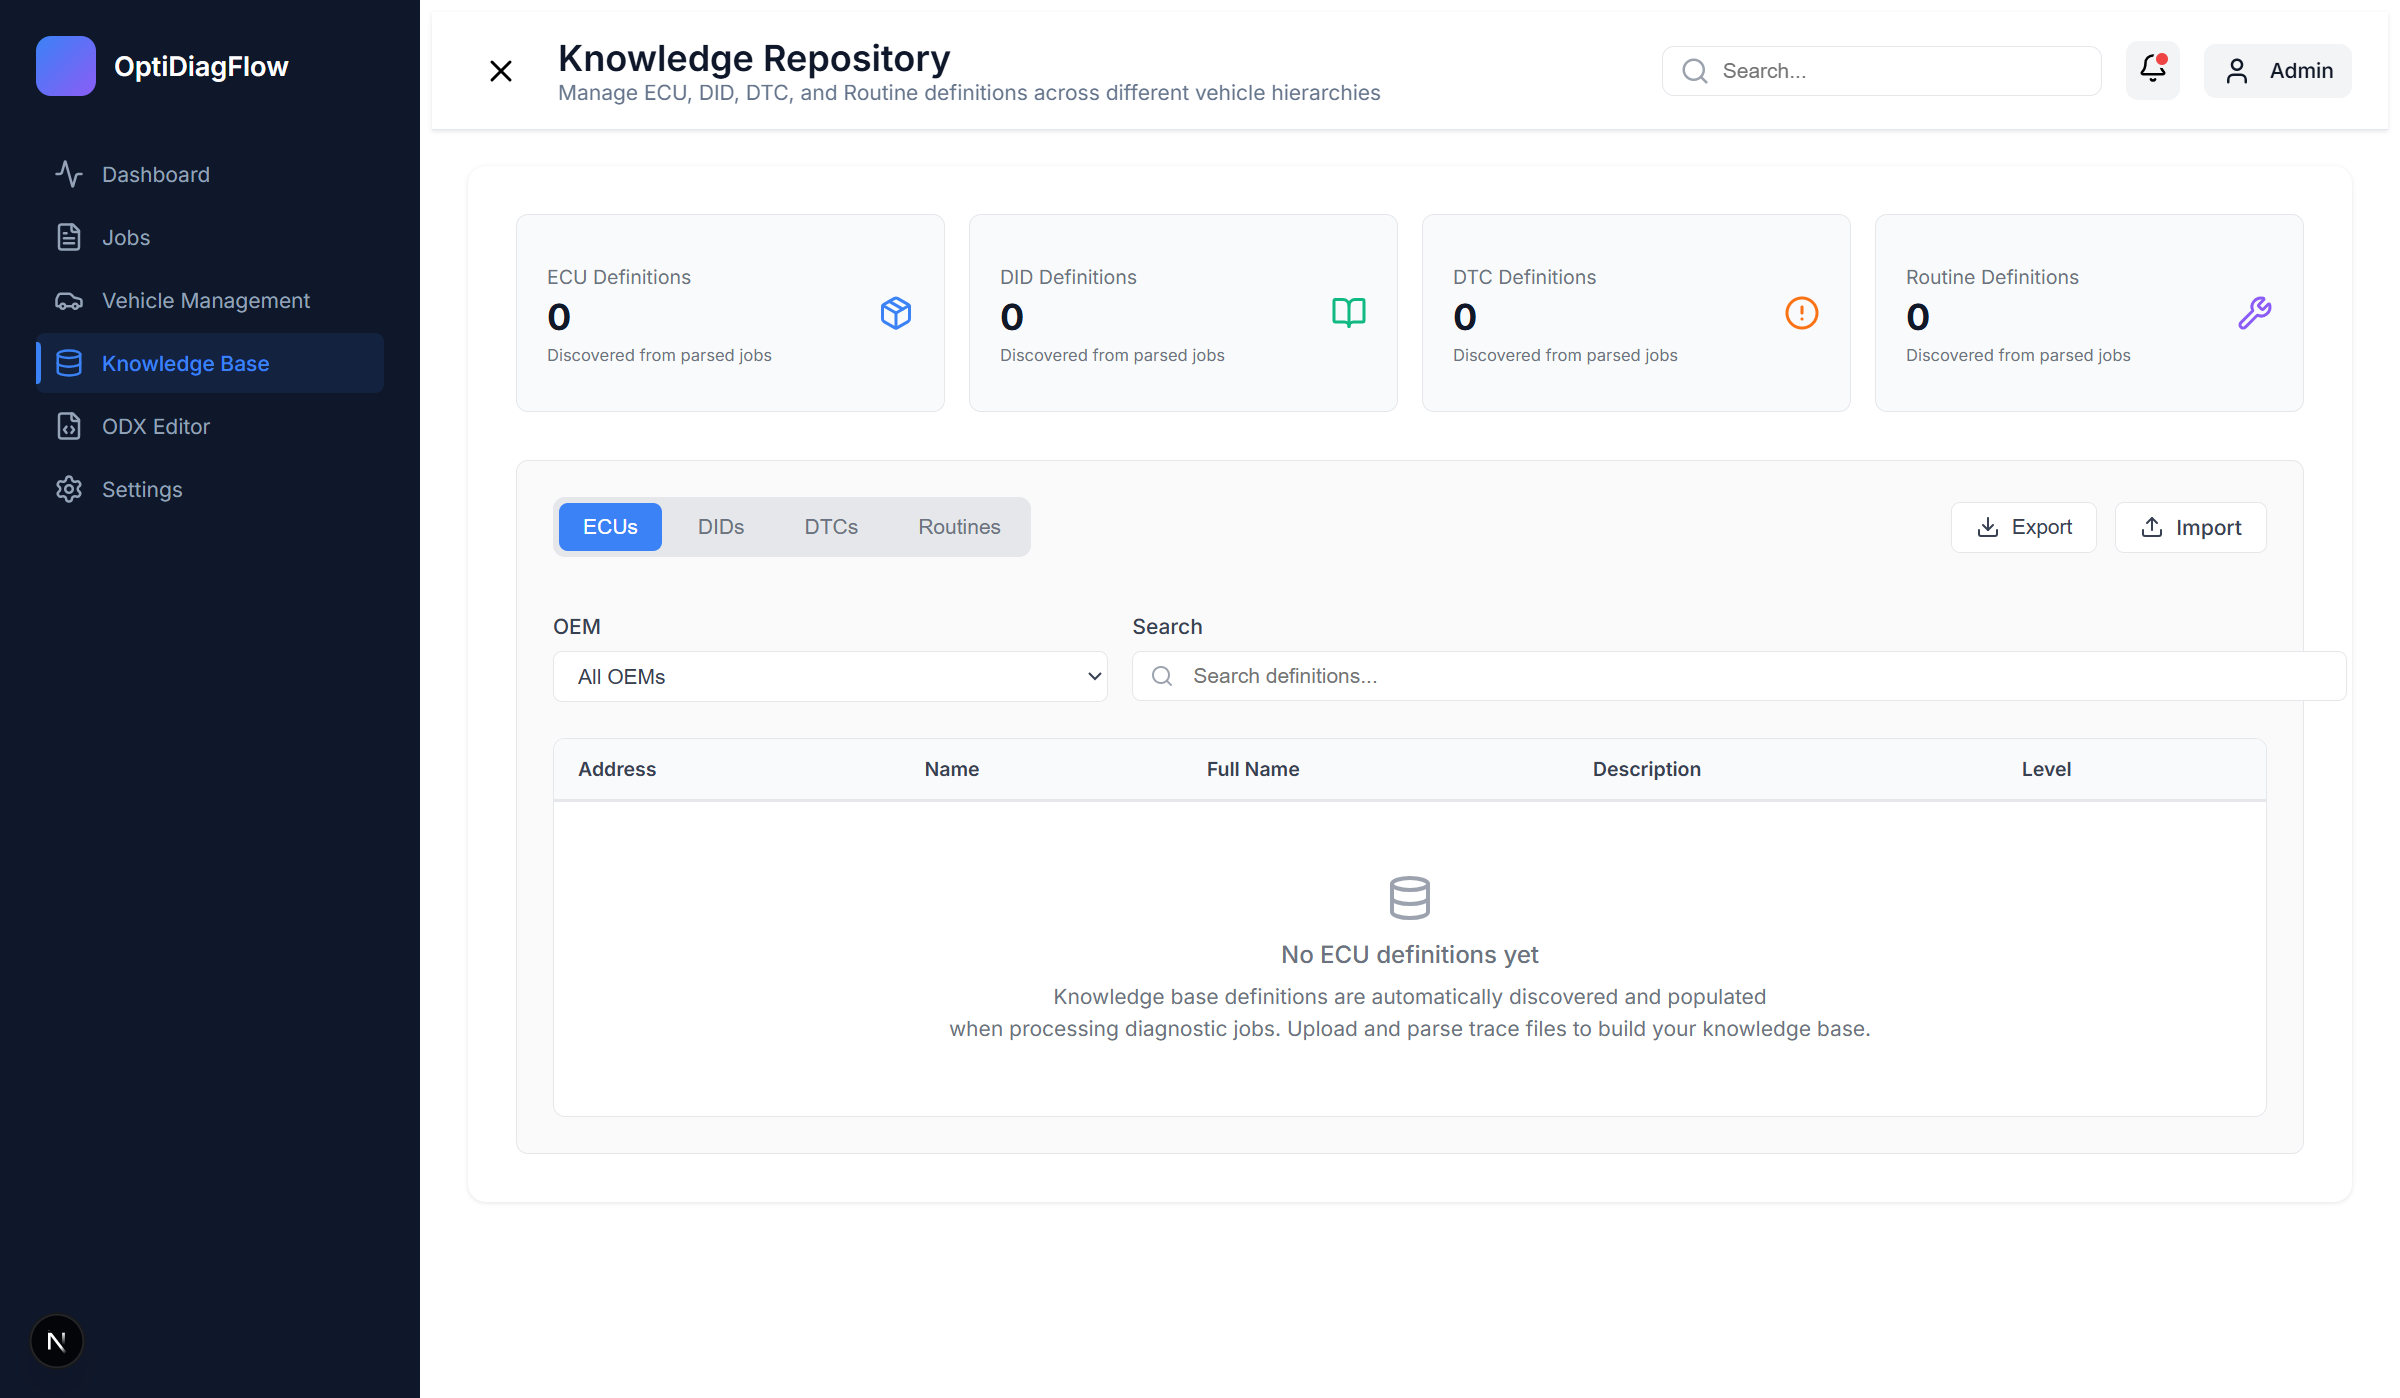 OptiDiagFlow
Dashboard
Jobs
Vehicle Management
Knowledge Base
ODX Editor
Settings
N
Knowledge Repository
Manage ECU, DID, DTC, and Routine definitions across different vehicle hierarchies
Search...
Admin
ECU Definitions
0
Discovered from parsed jobs
DID Definitions
0
Discovered from parsed jobs
DTC Definitions
0
Discovered from parsed jobs
Routine Definitions
0
Discovered from parsed jobs
ECUs DIDs DTCs Routines
Export Import
OEM
All OEMs
Search
Search definitions...
Address Name Full Name Description Level
No ECU definitions yet
Knowledge base definitions are automatically discovered and populated
when processing diagnostic jobs. Upload and parse trace files to build your knowledge base.